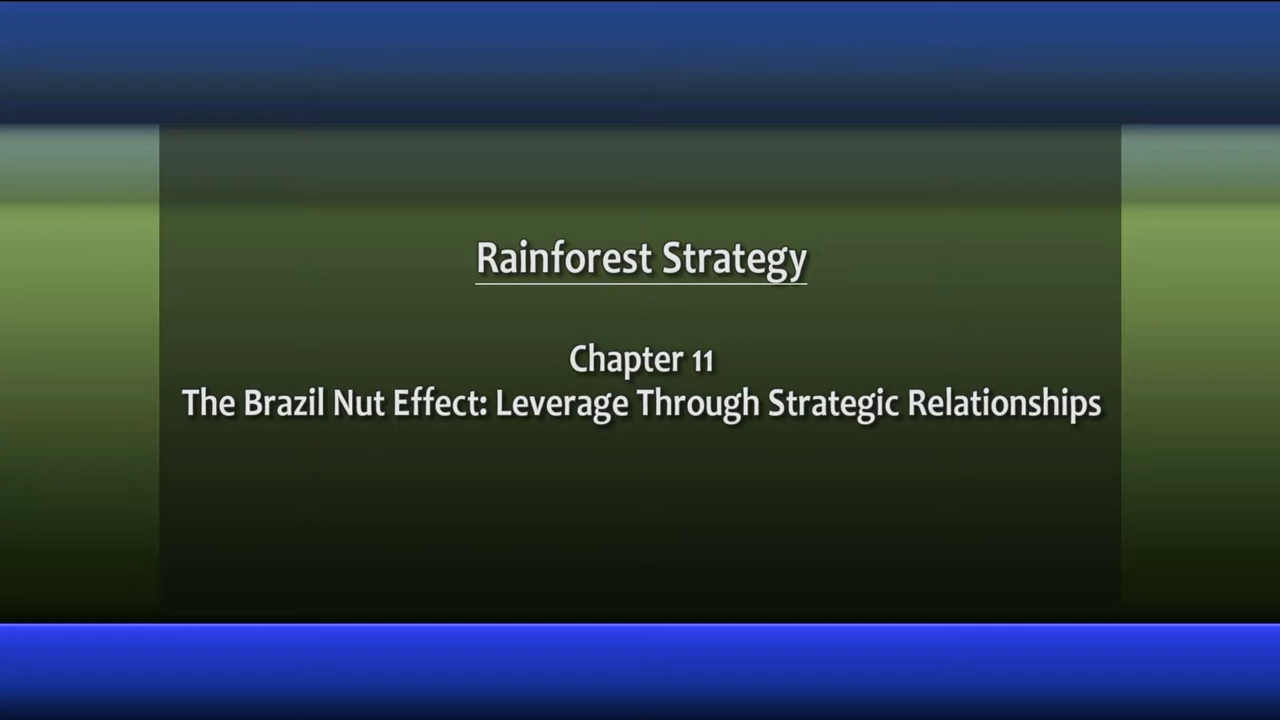 Rainforest Strategy
Chapter 11
The Brazil Nut Effect: Leverage Through Strategic Relationships